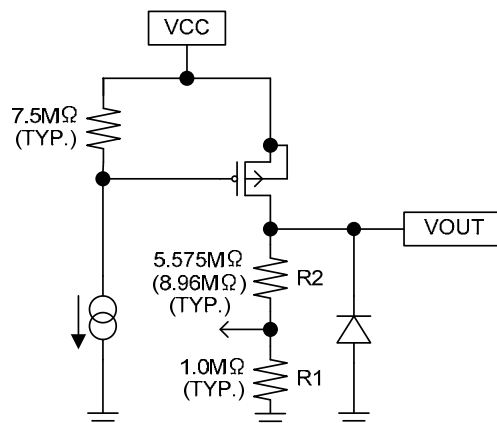 VCC
7.5MΩ
(TYP.)
VOUT
5.575MΩ
(8.96MΩ)
(TYP.)
R2
1.0MΩ
(TYP.)
R1